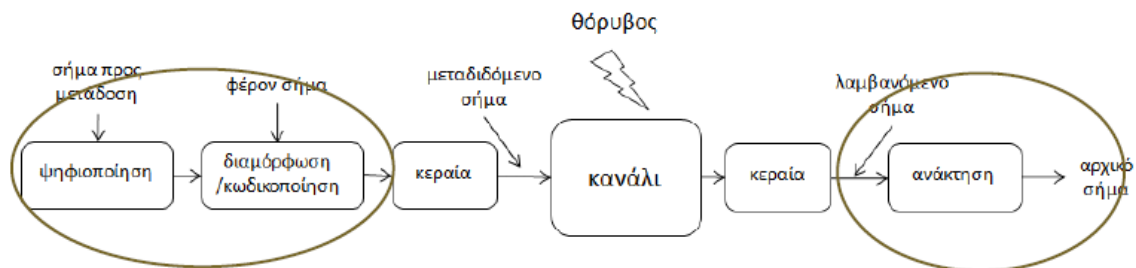 θόρυβος
σήμα προς
μετάδοση
φέρον σήμα
μεταδιδόμενο
σήμα
λαμβανόμενο
σήμα
ψηφιοποίηση
διαμόρφωση
/κωδικοποίηση
κεραία
κανάλι
κεραία
ανάκτηση
αρχικό
σήμα